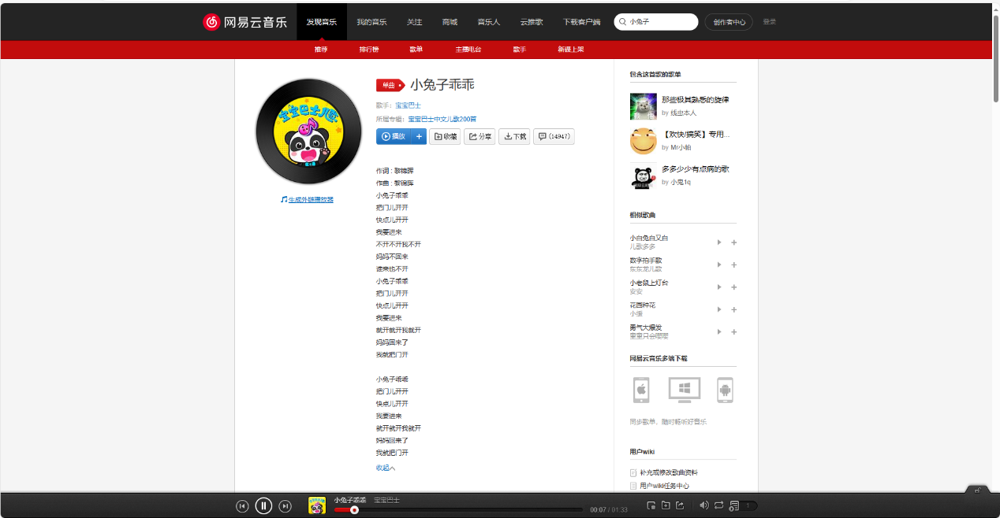 网易云音乐
发现音乐
我的音乐
关注
商城
音乐人
云推歌
下载客户端
小兔子
创作者中心
登录
推荐
排行榜
歌单
主播电台
歌手
新碟上架
宝宝巴士儿歌
单曲
小兔子乖乖
歌手：宝宝巴士
所属专辑：宝宝巴士中文儿歌200首
播放
+
收藏
分享
下载
(14947)
生成外链播放器
作词 : 黎锦晖
作曲 : 黎锦晖
小兔子乖乖
把门儿开开
快点儿开开
我要进来
不开不开我不开
妈妈不回来
谁来也不开
小兔子乖乖
把门儿开开
快点儿开开
我要进来
就开就开我就开
妈妈回来了
我就把门开
小兔子乖乖
把门儿开开
快点儿开开
我要进来
就开就开我就开
妈妈回来了
我就把门开
收起
包含这首歌的歌单
那些极其熟悉的旋律
by 线虫本人
【欢快/搞笑】专用...
by Mr小帕
多多少少有点病的歌
by 小鬼1q
相似歌曲
小白兔白又白
儿歌多多
数字拍手歌
东东龙儿歌
小老鼠上灯台
安安
花园种花
小缠
勇气大爆发
童童只会嘤嘤
网易云音乐多端下载
同步歌单，随时畅听好音乐
用户wiki
补充或修改歌曲资料
用户wiki任务中心
小兔子乖乖 宝宝巴士
00:07 / 01:33
1